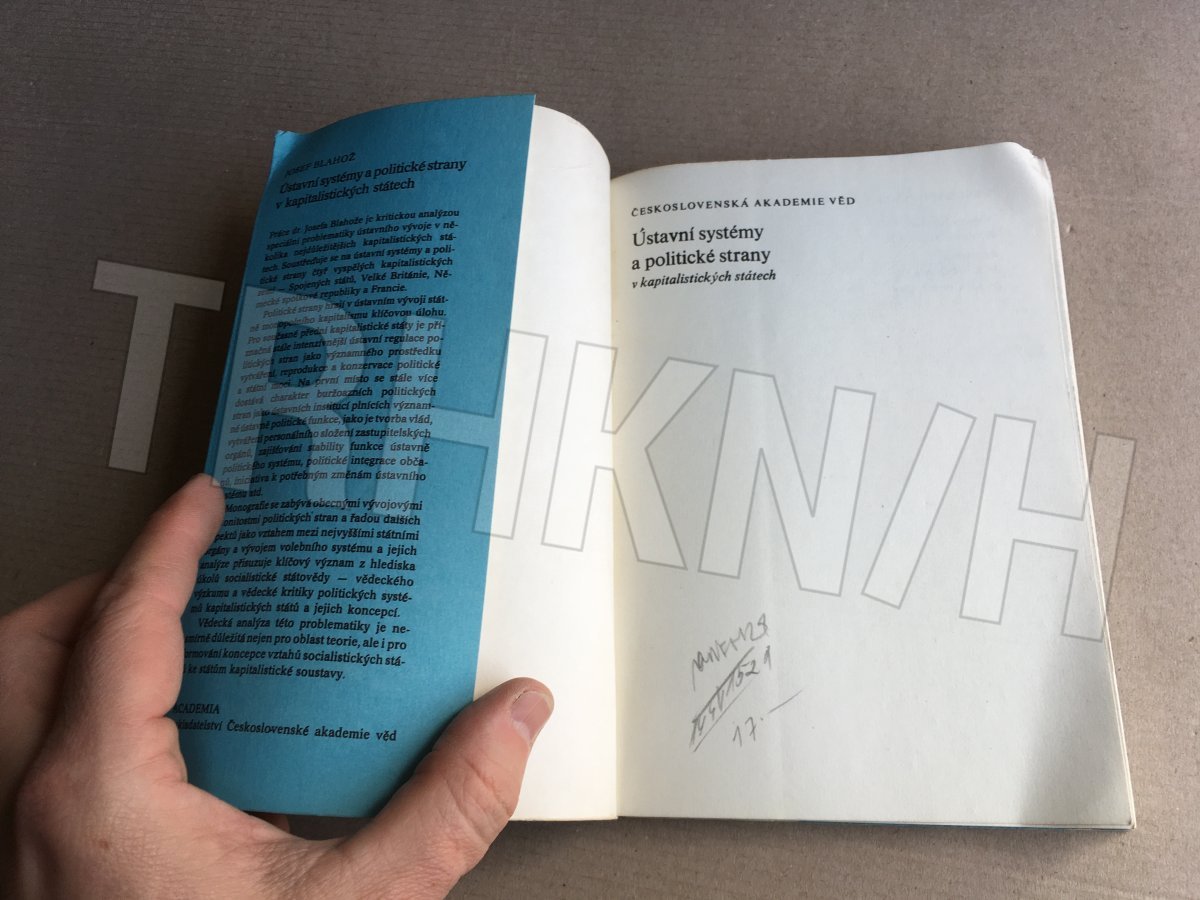 JOSEF BLAHOŽ
Ústavní systémy a politické strany
v kapitalistických státech
Práce dr. Josefa Blahože je kritickou analýzou
speciální problematiky ústavního vývoje v ně-
kolika nejdůležitějších kapitalistických stá-
tech. Soustřeďuje se na ústavní systémy a poli-
tické strany čtyř vyspělých kapitalistických
zemí — Spojených států, Velké Británie, Ně-
mecké spolkové republiky a Francie.
Politické strany hrají v ústavním vývoji stát-
ně monopolního kapitalismu klíčovou úlohu.
Pro současné přední kapitalistické státy je pří-
značná stále intenzívnější ústavní regulace po-
litických stran jako významného prostředku
vytváření, reprodukce a konzervace politické
a státní moci. Na první místo se stále více
dostává charakter buržoazních politických
stran jako ústavních institucí plnících význam-
né ústavně politické funkce, jako je tvorba vlád,
vytváření personálního složení zastupitelských
orgánů, zajišťování stability funkce ústavně
politického systému, politické integrace obča-
nů, iniciativa k potřebným změnám ústavního
systému atd.
Monografie se zabývá obecnými vývojovými
onitostmi politických stran a řadou dalších
pektů jako vztahem mezi nejvyššími státními
orgány a vývojem volebního systému a jejich
analýze přisuzuje klíčový význam z hlediska
úkolů socialistické státovědy — vědeckého
výzkumu a vědecké kritiky politických systé-
mů kapitalistických států a jejich koncepcí.
Vědecká analýza této problematiky je ne-
smírně důležitá nejen pro oblast teorie, ale i pro
formování koncepce vztahů socialistických stá-
ů ke státům kapitalistické soustavy.
ACADEMIA
nakladatelství Československé akademie věd
ČESKOSLOVENSKÁ AKADEMIE VĚD
Ústavní systémy
a politické strany
v kapitalistických státech
17.—